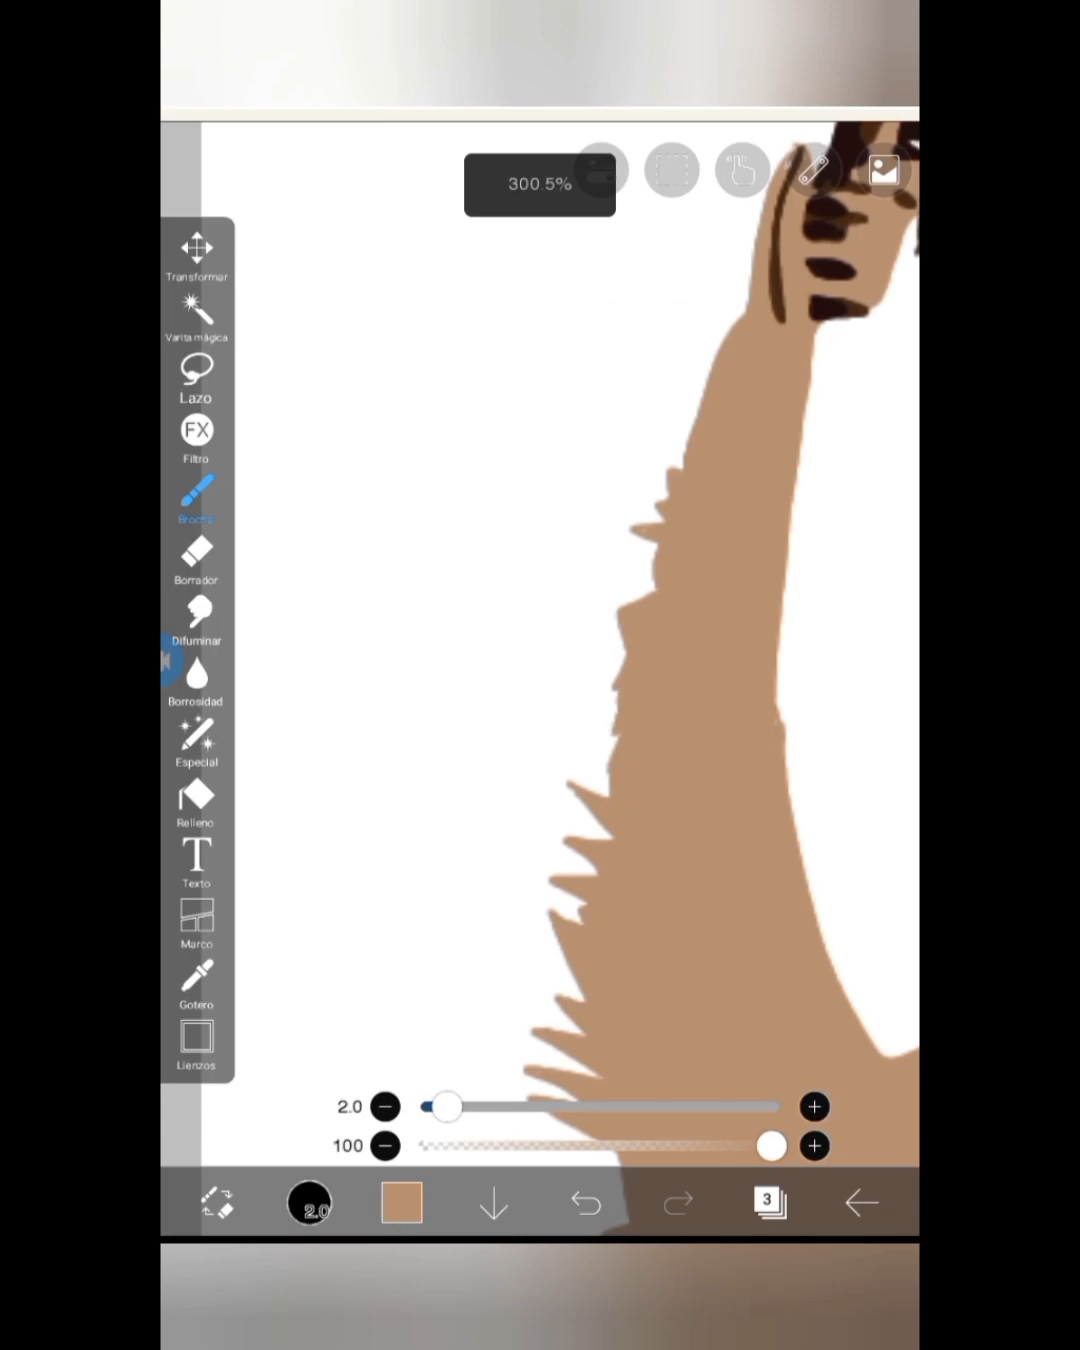 300.5%
Transformar
Varita mágica
Lazo
FX
Filtro
Brocha
Borrador
Difuminar
Borrosidad
Especial
Relleno
T
Texto
Marco
Gotero
Lienzos
2.0
100
2.0
3